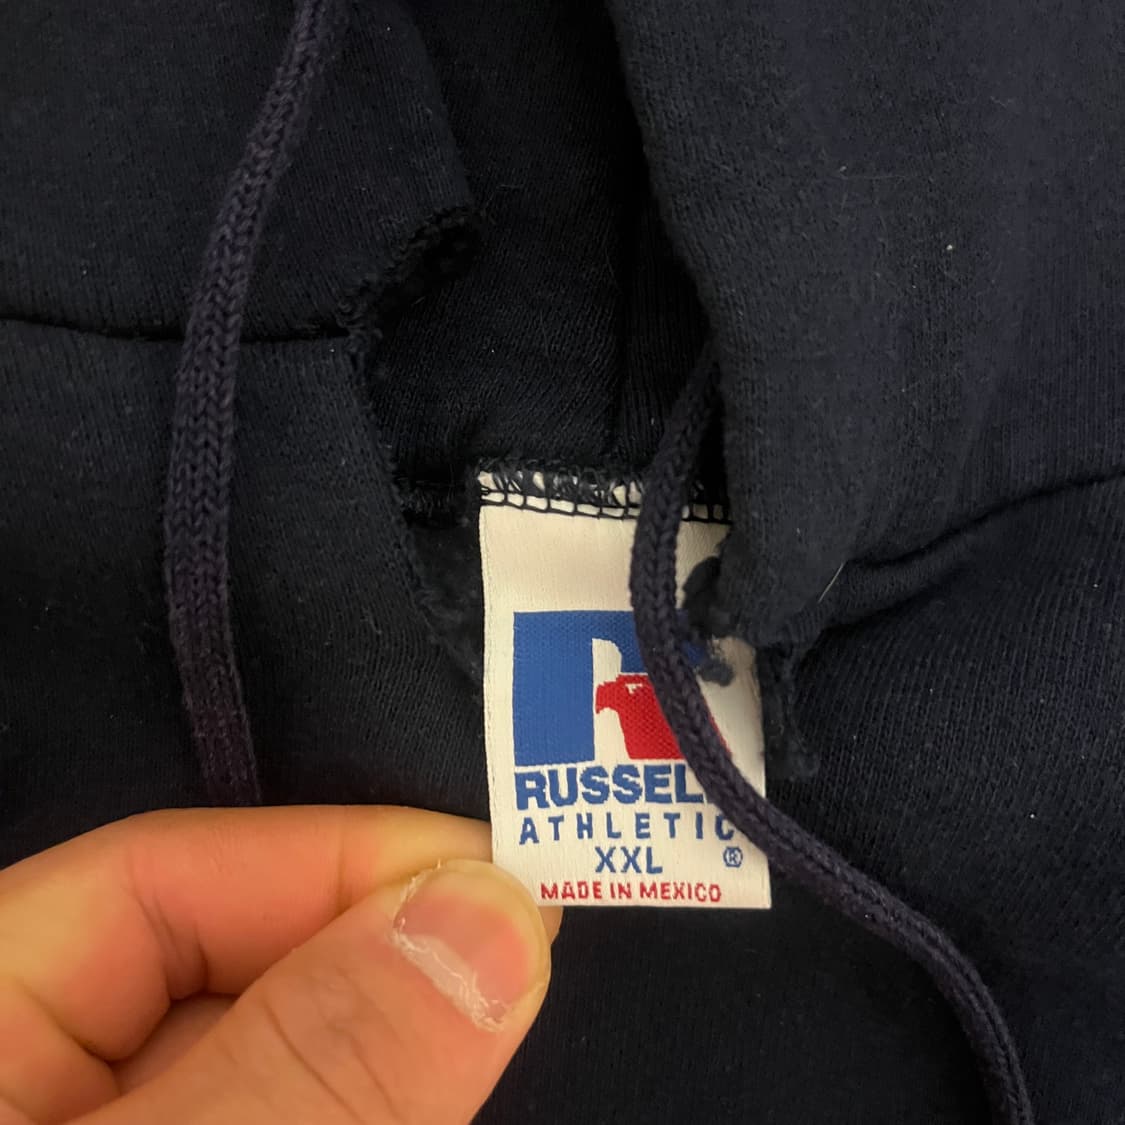 RUSSEL
ATHLETIC
XXL ®
MADE IN MEXICO